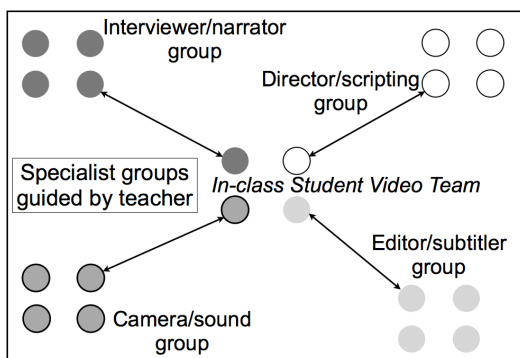 Interviewer/narrator
group
Director/scripting
group
Specialist groups
guided by teacher
In-class Student Video Team
Editor/subtitler
group
Camera/sound
group